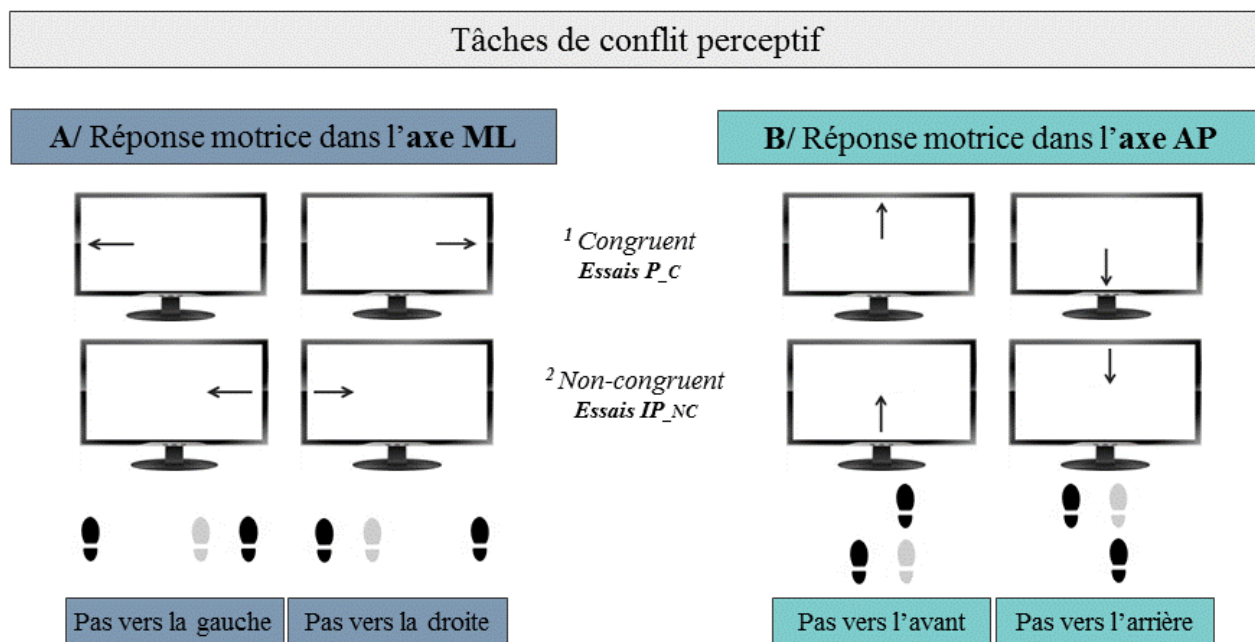 Tâches de conflit perceptif
A/ Réponse motrice dans l’axe ML
B/ Réponse motrice dans l’axe AP
1 Congruent
Essais P_C
2 Non-congruent
Essais IP_NC
Pas vers la gauche
Pas vers la droite
Pas vers l’avant
Pas vers l’arrière